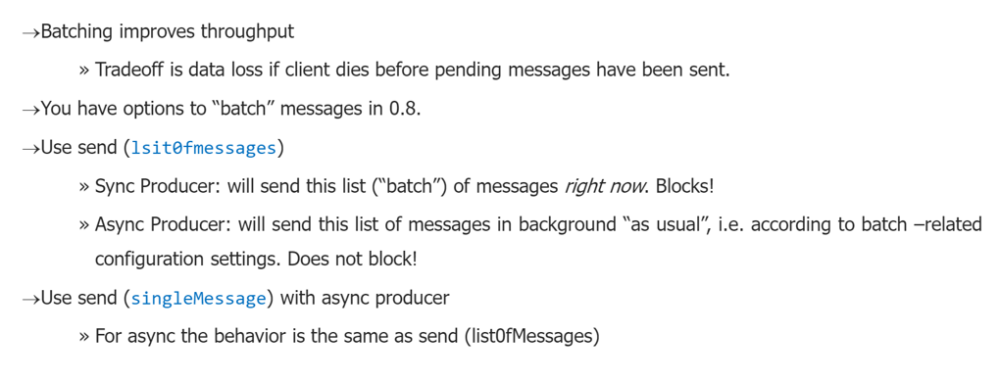 →Batching improves throughput
» Tradeoff is data loss if client dies before pending messages have been sent.
→You have options to “batch” messages in 0.8.
→Use send (lsit0fmessages)
» Sync Producer: will send this list (“batch”) of messages right now. Blocks!
» Async Producer: will send this list of messages in background “as usual”, i.e. according to batch –related
configuration settings. Does not block!
→Use send (singleMessage) with async producer
» For async the behavior is the same as send (list0fMessages)